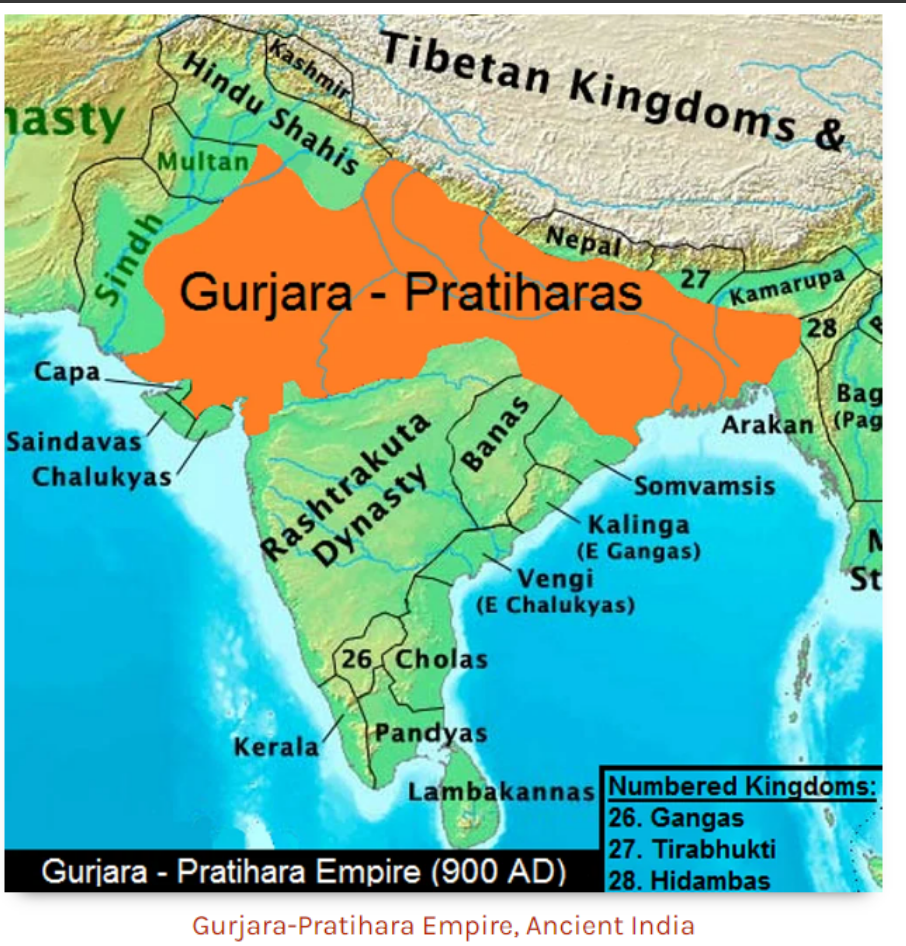 Tibetan Kingdoms &
Kashmir
Hindu Shahis
nasty
Multan
Sindh
Nepal
27
Kamarupa
Gurjara - Pratiharas
28
Capa
Saindavas
Chalukyas
Arakan
Bag
(Pag
Banas
Rashtrakuta
Dynasty
Somvamsis
Kalinga
(E Gangas)
Vengi
(E Chalukyas)
St
26
Cholas
Kerala
Pandyas
Lambakannas
Numbered Kingdoms:
26. Gangas
27. Tirabhukti
28. Hidambas
Gurjara - Pratihara Empire (900 AD)
Gurjara-Pratihara Empire, Ancient India